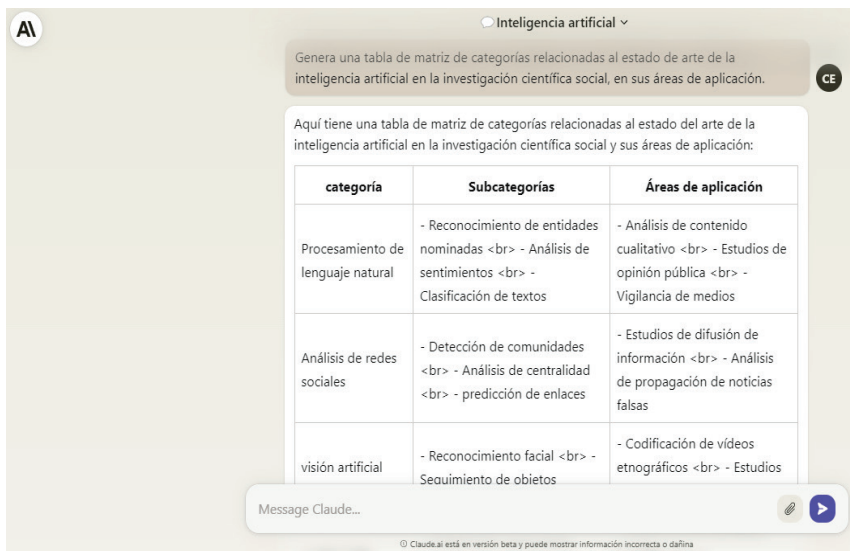 A\
Inteligencia artificial
Genera una tabla de matriz de categorías relacionadas al estado de arte de la
inteligencia artificial en la investigación científica social, en sus áreas de aplicación.
CE
Aquí tiene una tabla de matriz de categorías relacionadas al estado del arte de la
inteligencia artificial en la investigación científica social y sus áreas de aplicación:
categoría
Subcategorías
Áreas de aplicación
Procesamiento de
lenguaje natural
- Reconocimiento de entidades
nominadas <br> - Análisis de
sentimientos <br> -
Clasificación de textos
- Análisis de contenido
cualitativo <br> - Estudios de
opinión pública <br> -
Vigilancia de medios
Análisis de redes
sociales
- Detección de comunidades
<br> - Análisis de centralidad
<br> - predicción de enlaces
- Estudios de difusión de
información <br> - Análisis
de propagación de noticias
falsas
visión artificial
- Reconocimiento facial <br> -
Seguimiento de objetos
- Codificación de vídeos
etnográficos <br> - Estudios
Message Claude...
Claude.ai está en versión beta y puede mostrar información incorrecta o dañina